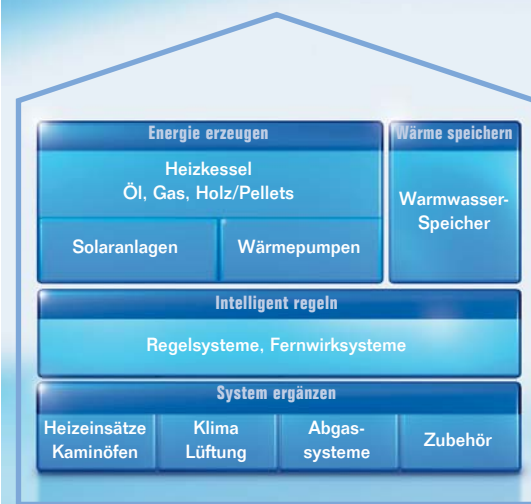 Energie erzeugen
Heizkessel
Öl, Gas, Holz/Pellets
Solaranlagen
Wärmepumpen
Wärme speichern
Warmwasser-
Speicher
Intelligent regeln
Regelsysteme, Fernwirksysteme
System ergänzen
Heizeinsätze
Kaminöfen
Klima
Lüftung
Abgas-
systeme
Zubehör